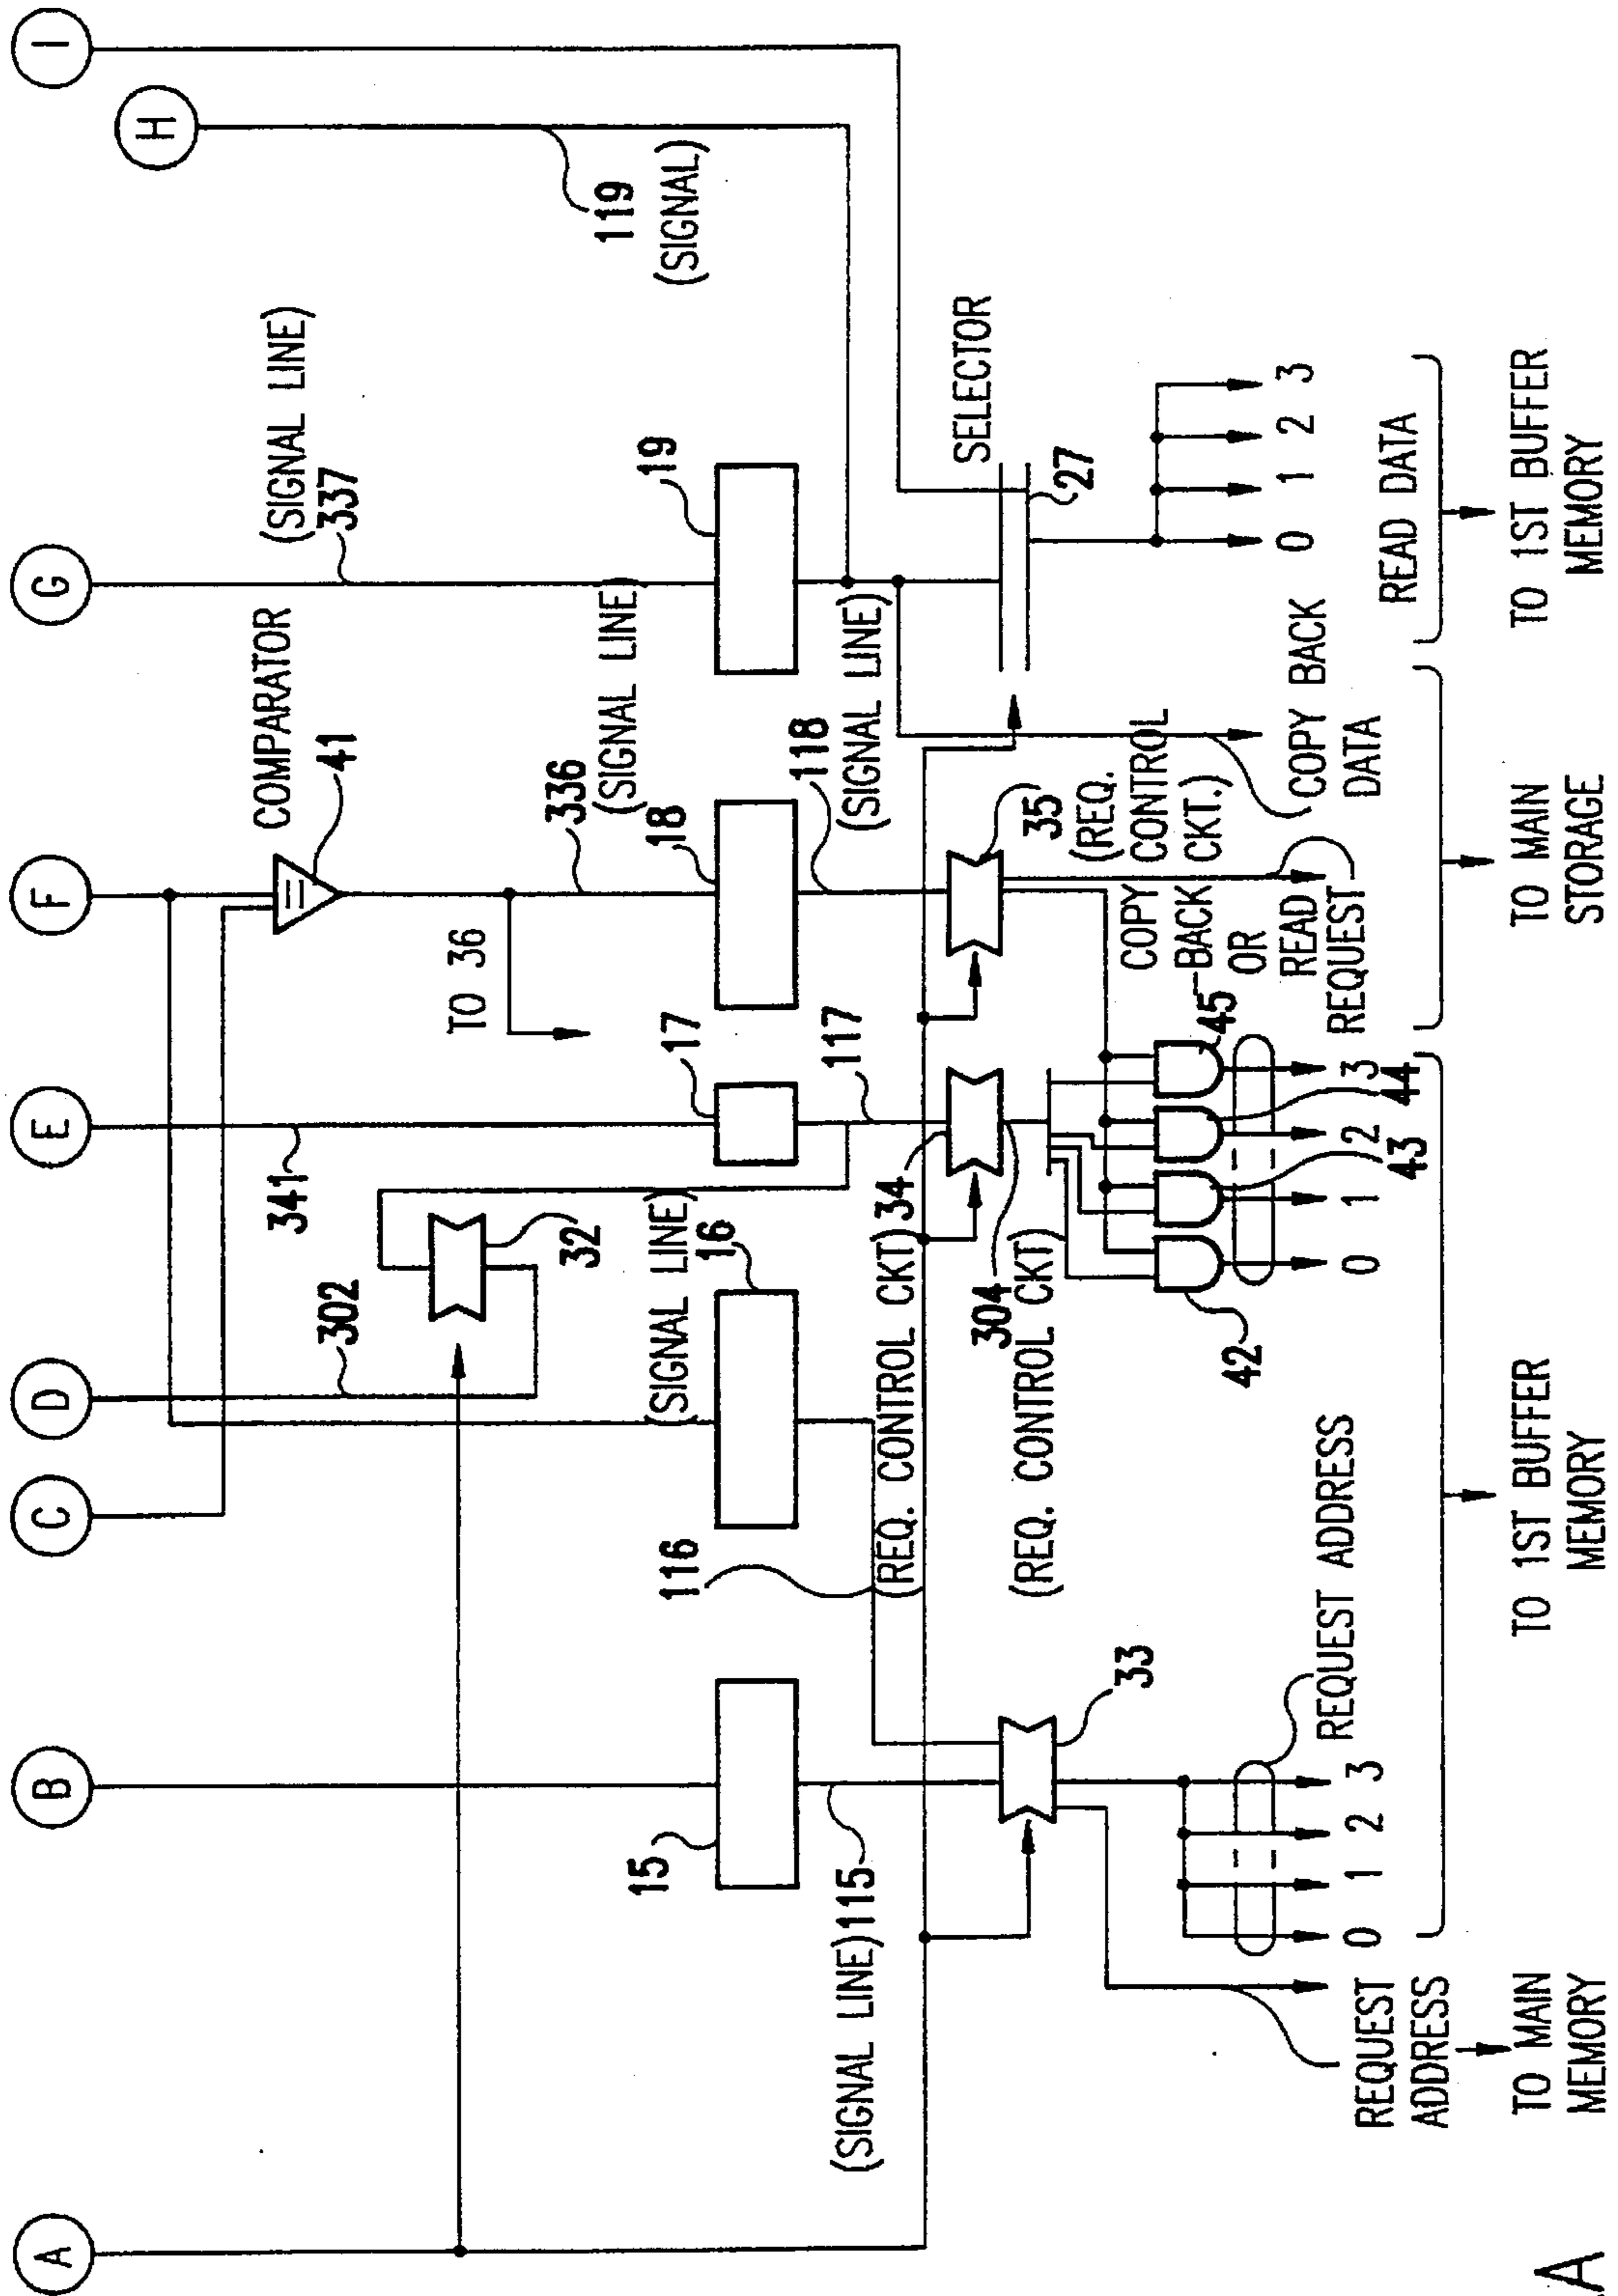 A
B
C
D
E
F
G
H
I
COMPARATOR
41
(SIGNAL LINE)
337
119
(SIGNAL)
302
341
32
TO 36
336
(SIGNAL LINE)
(SIGNAL LINE)
15
16
17
18
19
116
117
118
(SIGNAL LINE)
(SIGNAL LINE) 115
(REQ. CONTROL CKT) 34
304
(REQ. CONTROL CKT)
35
(REQ.
CONTROL
CKT.)
SELECTOR
27
33
42
43
44
45
COPY
BACK
OR
READ
REQUEST
COPY BACK
DATA
REQUEST ADDRESS
0 1 2 3
0 1 2 3
0 1 2 3
READ DATA
REQUEST
ADDRESS
TO MAIN
MEMORY
TO 1ST BUFFER
MEMORY
TO MAIN
STORAGE
TO 1ST BUFFER
MEMORY
A